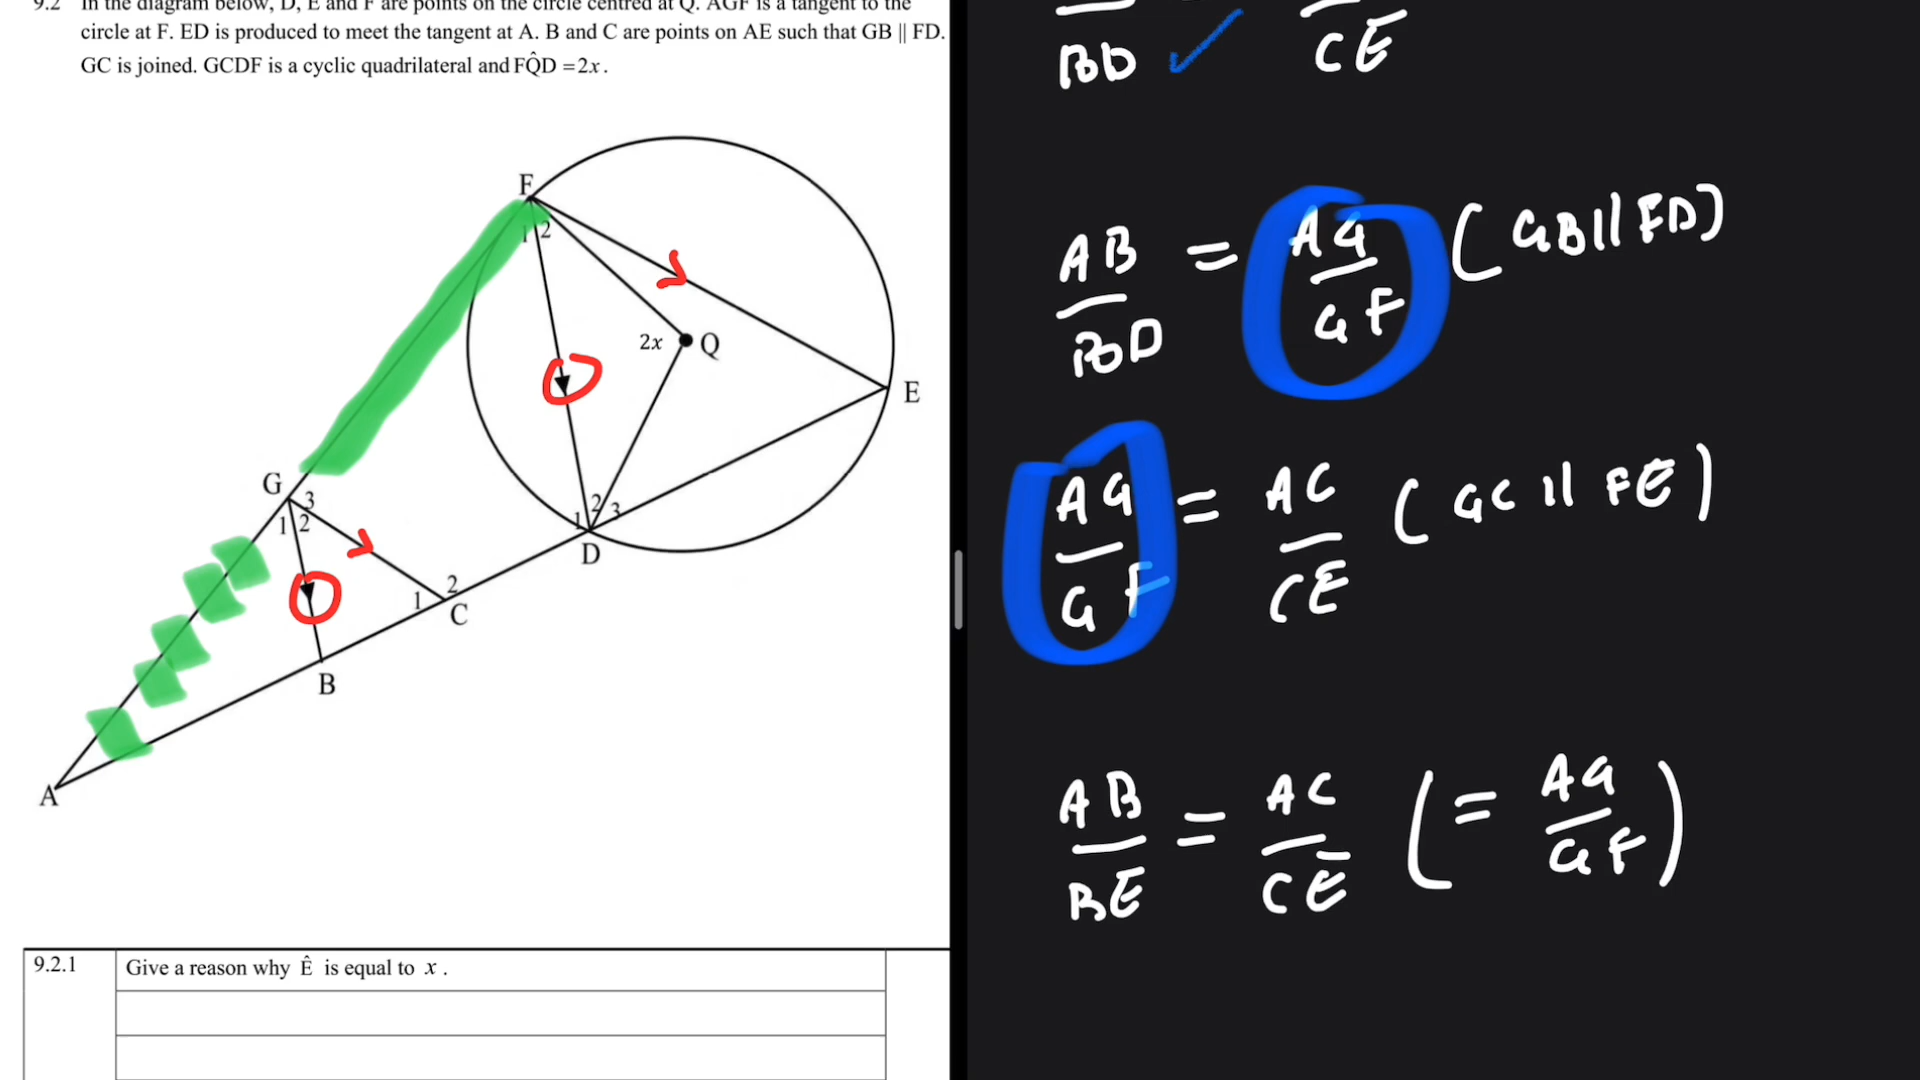 9.2 In the diagram below, D, E and F are points on the circle centred at Q. AGF is a tangent to the
circle at F. ED is produced to meet the tangent at A. B and C are points on AE such that GB || FD.
GC is joined. GCDF is a cyclic quadrilateral and FQ̂D = 2x.
F
1 2
2x
Q
E
G
3
1 2
2 3
1
D
2
1
C
B
A
9.2.1 Give a reason why Ê is equal to x.
BD CE
AB = AG (GB || FD)
BD GF
AG = AC (GC || FE)
GF CE
AB = AC (= AG)
BE CE GF